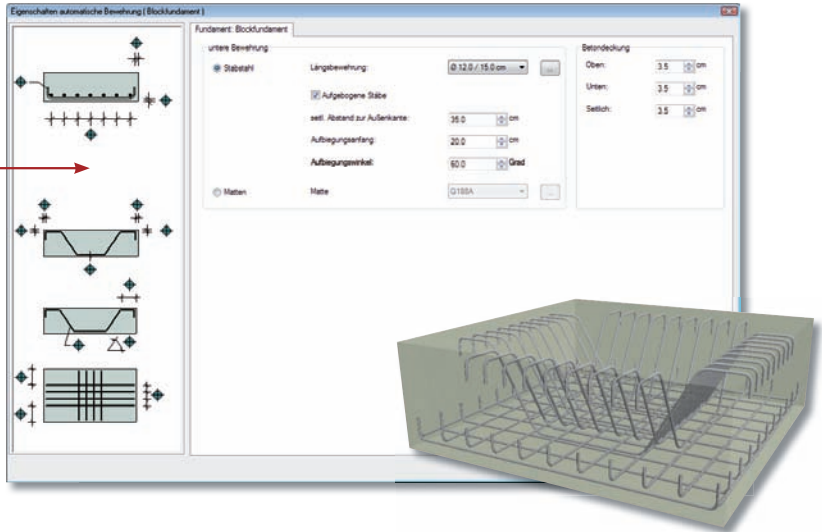 Eigenschaften automatische Bewehrung ( Blockfundament )
Fundament: Blockfundament
untere Bewehrung
Stabstahl Längsbewehrung: Ø 12.0 / 15.0 cm ...
Aufgebogene Stäbe
seitl. Abstand zur Außenkante: 35.0 cm
Aufbiegungsanfang: 20.0 cm
Aufbiegungswinkel: 60.0 Grad
Matten Matte G188A ...
Betondeckung
Oben: 3.5 cm
Unten: 3.5 cm
Seitlich: 3.5 cm